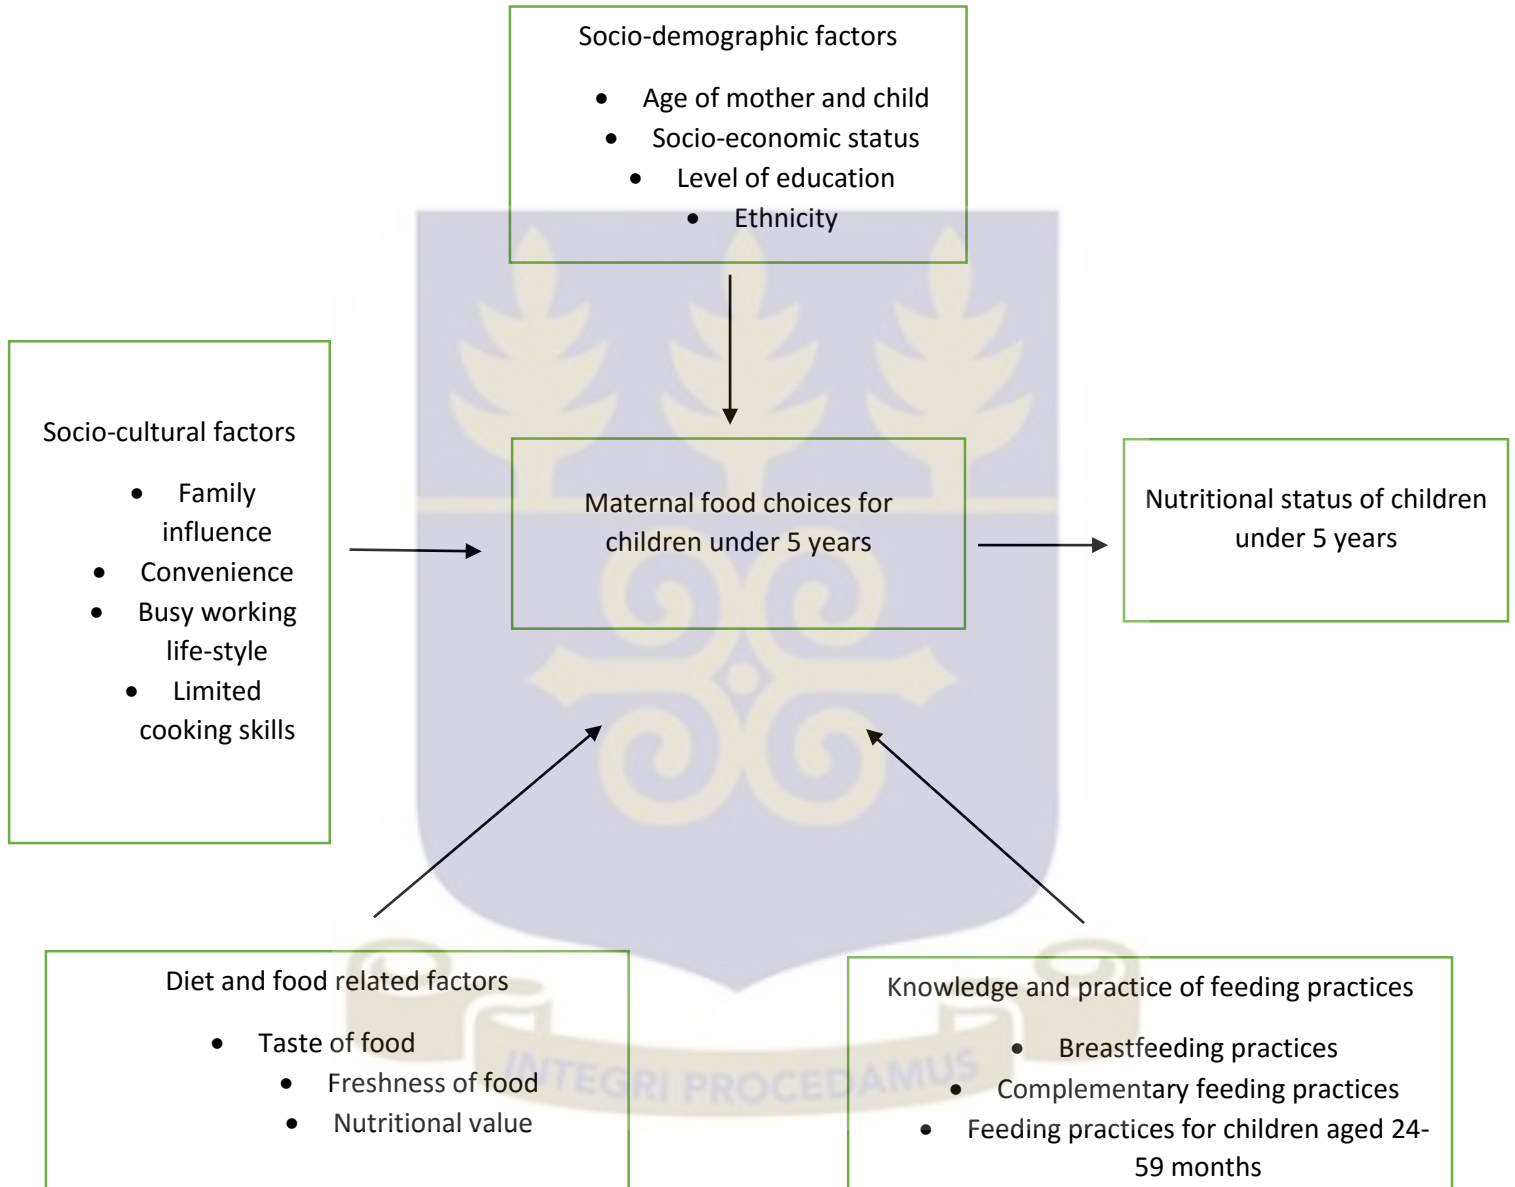 Socio-demographic factors
• Age of mother and child
• Socio-economic status
• Level of education
• Ethnicity
Socio-cultural factors
• Family
influence
• Convenience
• Busy working
life-style
• Limited
cooking skills
Maternal food choices for
children under 5 years
Nutritional status of children
under 5 years
Diet and food related factors
• Taste of food
• Freshness of food
• Nutritional value
Knowledge and practice of feeding practices
• Breastfeeding practices
• Complementary feeding practices
• Feeding practices for children aged 24-
59 months
INTEGRI PROCEDAMUS